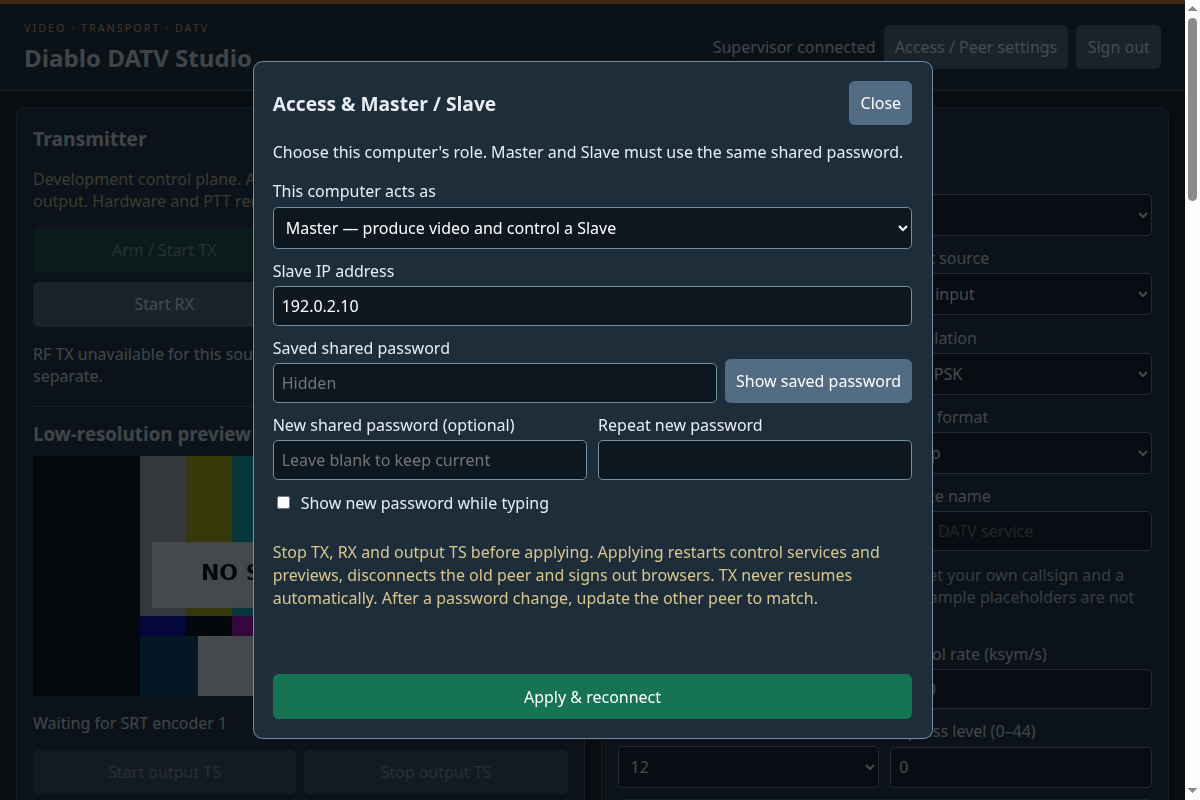 VIDEO · TRANSPORT · DATV
Diablo DATV Studio
Supervisor connected
Access / Peer settings
Sign out
Access & Master / Slave
Close
Choose this computer's role. Master and Slave must use the same shared password.
This computer acts as
Master — produce video and control a Slave
Slave IP address
192.0.2.10
Saved shared password
Hidden
Show saved password
New shared password (optional)
Repeat new password
Leave blank to keep current
Show new password while typing
Stop TX, RX and output TS before applying. Applying restarts control services and
previews, disconnects the old peer and signs out browsers. TX never resumes
automatically. After a password change, update the other peer to match.
Apply & reconnect
Transmitter
Development control plane.
output. Hardware and PTT
Arm / Start TX
Start RX
RF TX unavailable for this
separate.
Low-resolution preview
NO
Waiting for SRT encoder 1
Start output TS
Stop output TS
source
input
PSK
format
name
DATV service
your own callsign and a
placeholders are not
rate (ksym/s)
level (0–44)
12
0